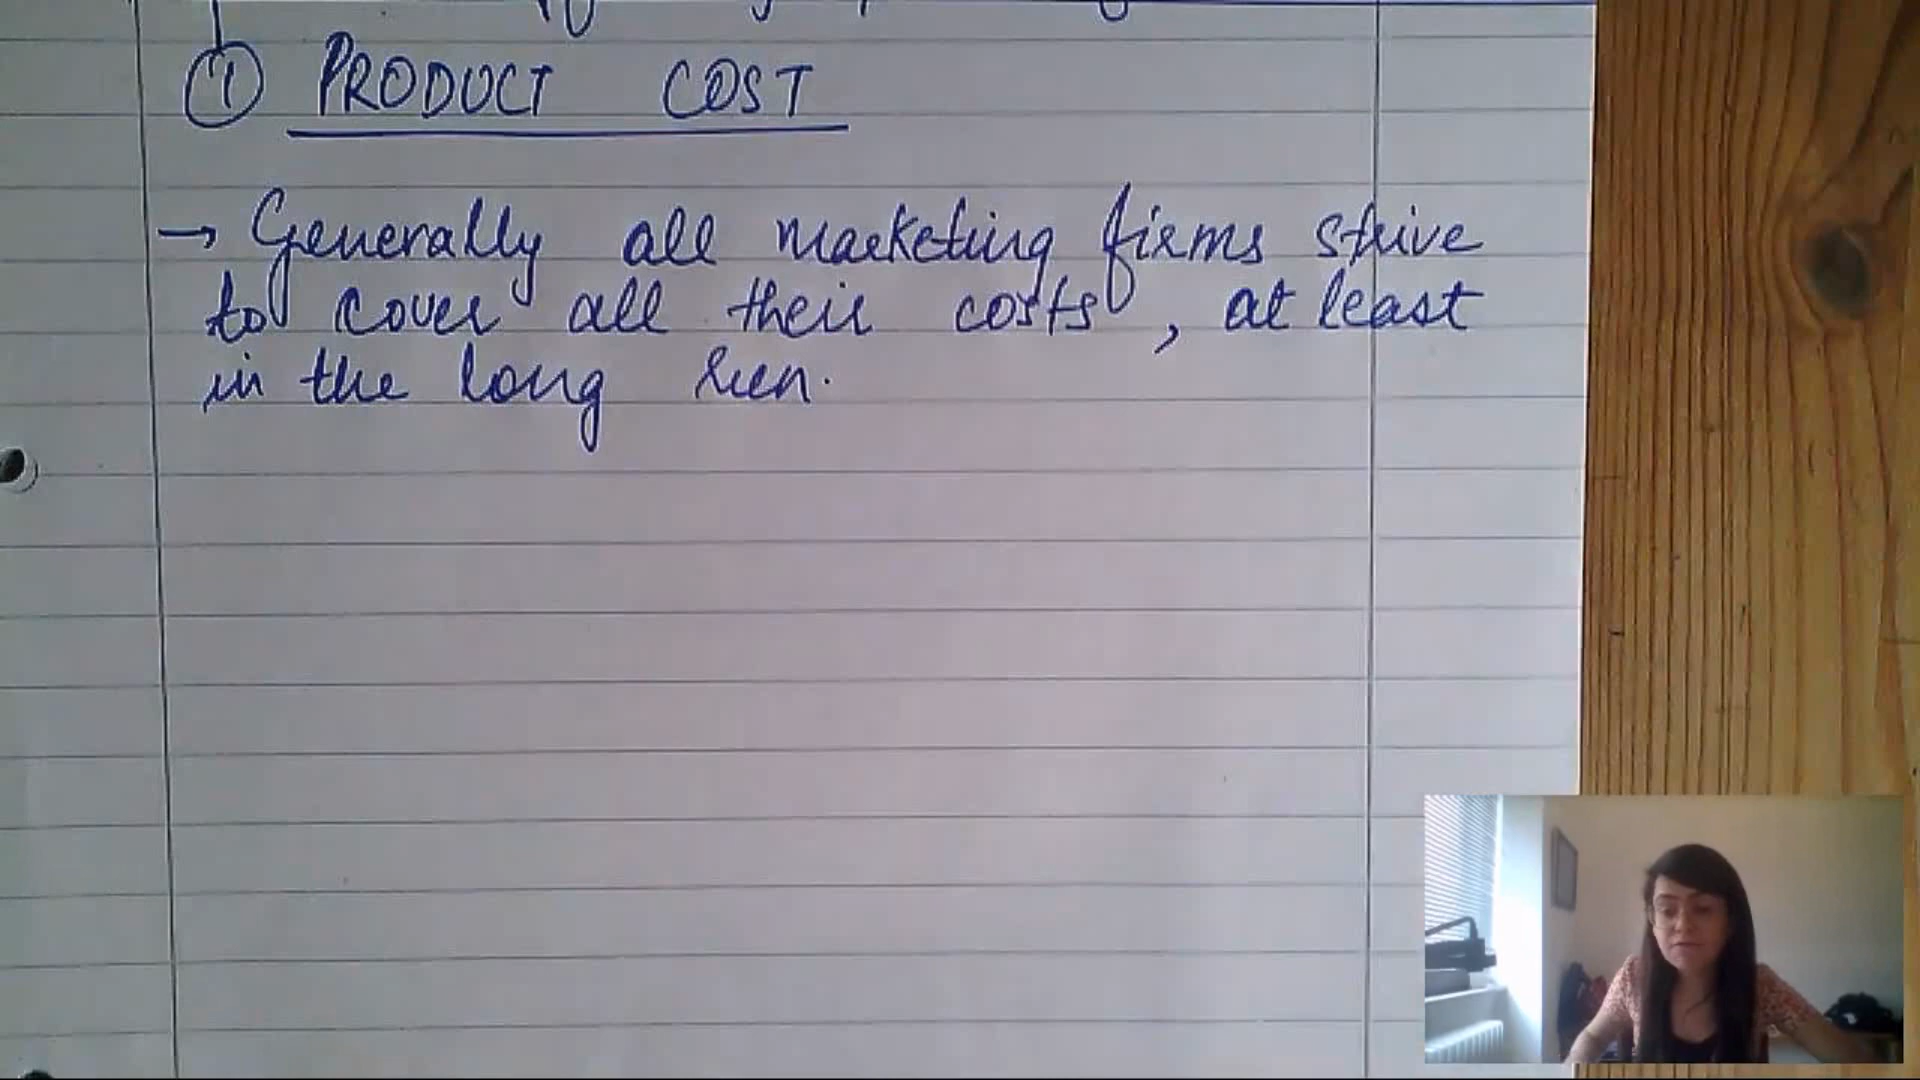 ① PRODUCT COST
→ Generally all marketing firms strive
to cover all their costs, at least
in the long run.